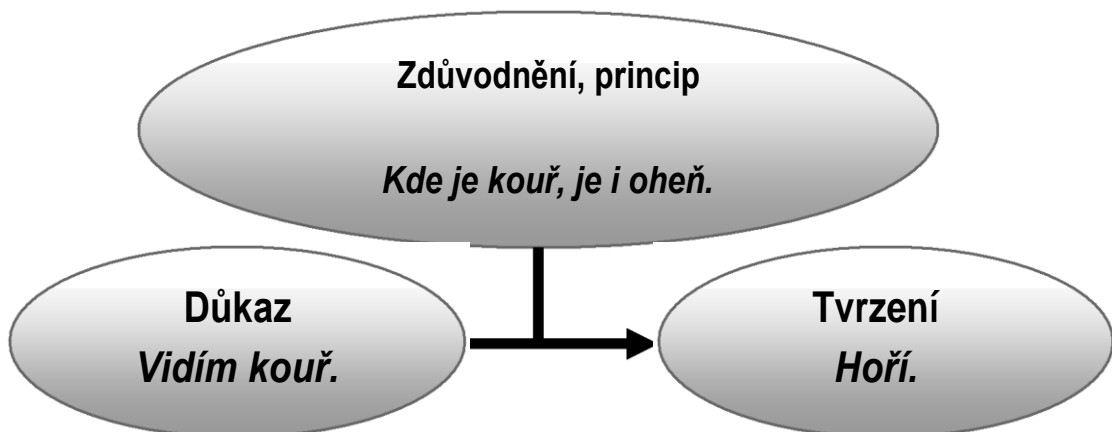 Zdůvodnění, princip
Kde je kouř, je i oheň.
Důkaz
Vidím kouř.
Tvrzení
Hoří.